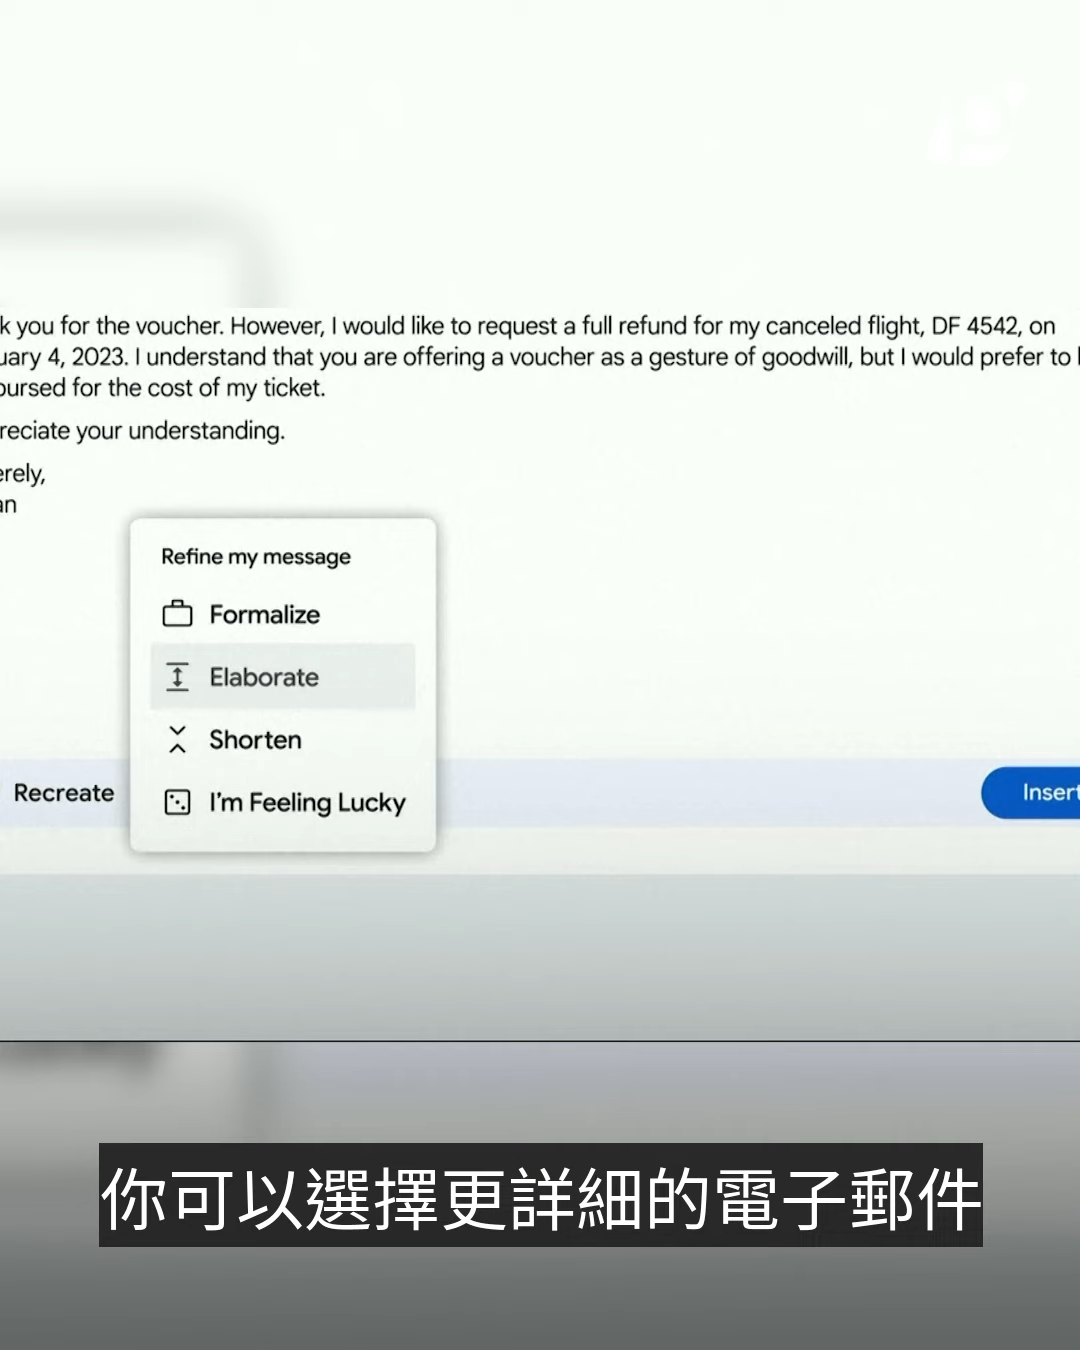 k you for the voucher. However, I would like to request a full refund for my canceled flight, DF 4542, on
uary 4, 2023. I understand that you are offering a voucher as a gesture of goodwill, but I would prefer to
bursed for the cost of my ticket.
reciate your understanding.
erely,
an
Refine my message
Formalize
Elaborate
Shorten
I'm Feeling Lucky
Recreate
Insert
你可以選擇更詳細的電子郵件